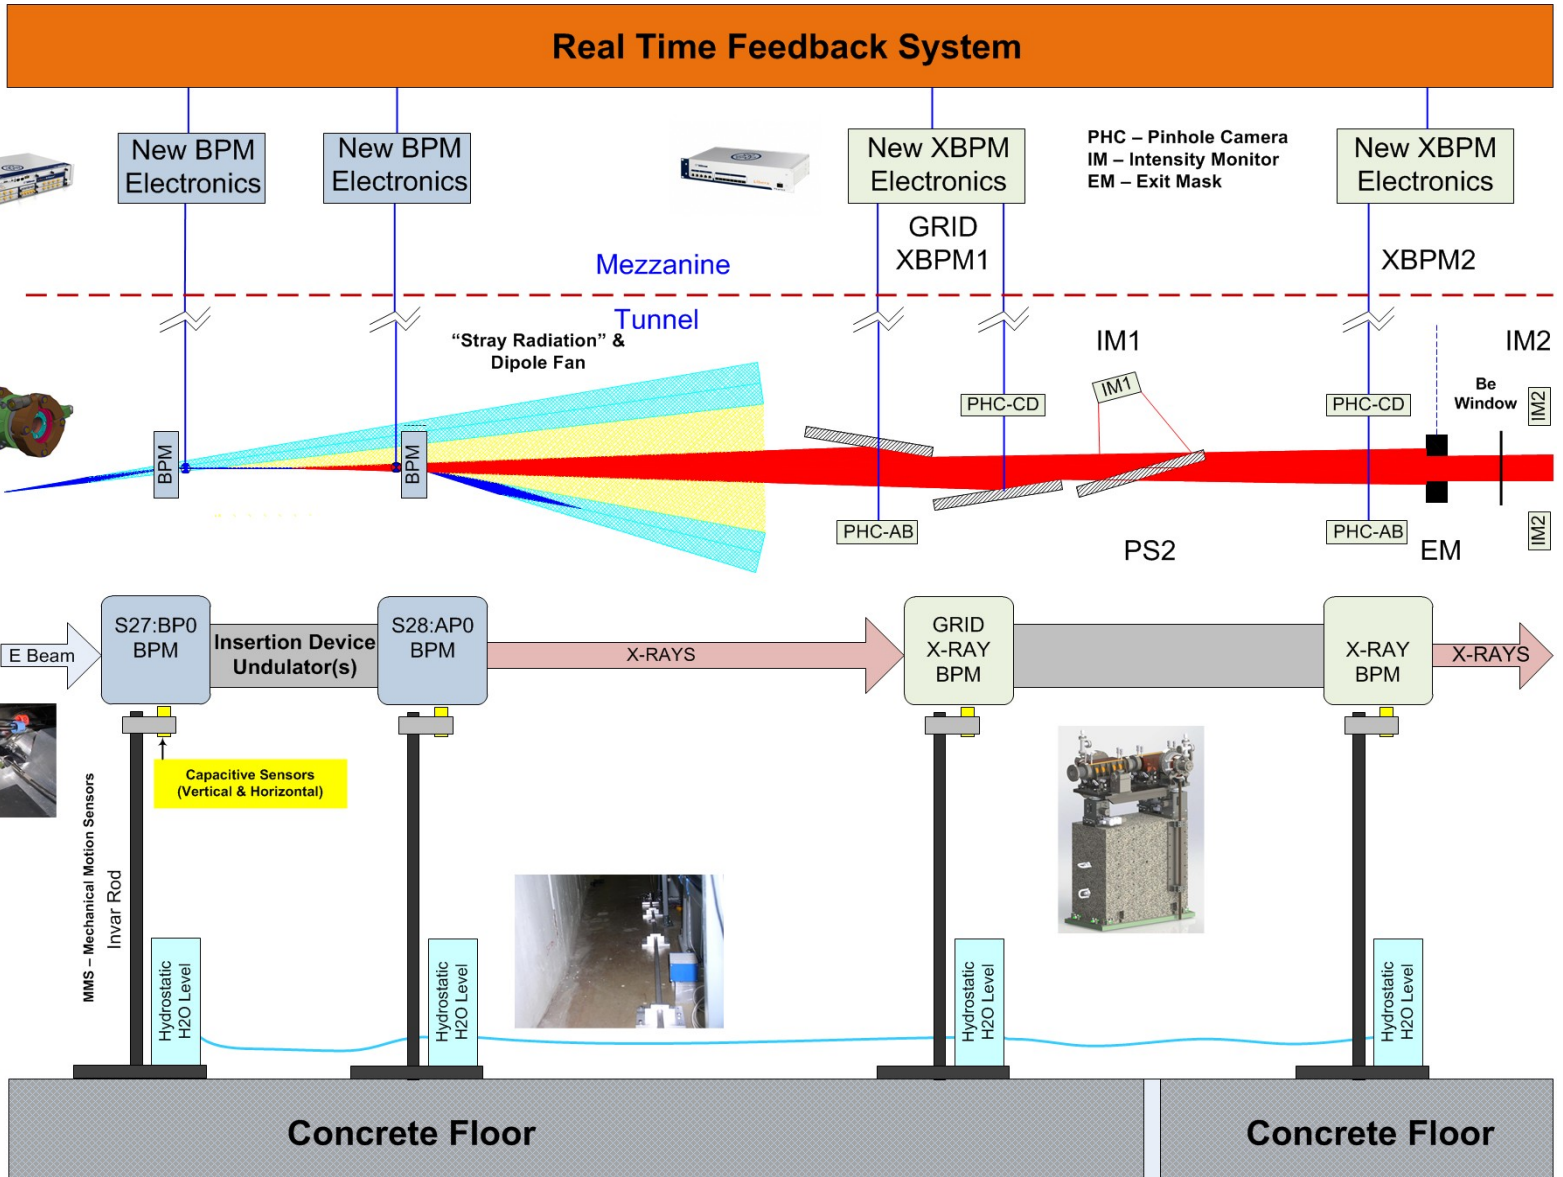 Real Time Feedback System
New BPM
Electronics
New BPM
Electronics
New XBPM
Electronics
PHC – Pinhole Camera
IM – Intensity Monitor
EM – Exit Mask
New XBPM
Electronics
GRID
XBPM1
XBPM2
Mezzanine
Tunnel
“Stray Radiation” &
Dipole Fan
IM1
IM2
IM1
PHC-CD
PHC-CD
Be
Window
IM2
BPM
BPM
PHC-AB
PHC-AB
IM2
PS2
EM
E Beam
S27:BP0
BPM
Insertion Device
Undulator(s)
S28:AP0
BPM
X-RAYS
GRID
X-RAY
BPM
X-RAY
BPM
X-RAYS
Capacitive Sensors
(Vertical & Horizontal)
MMS – Mechanical Motion Sensors
Invar Rod
Hydrostatic
H2O Level
Hydrostatic
H2O Level
Hydrostatic
H2O Level
Hydrostatic
H2O Level
Concrete Floor
Concrete Floor